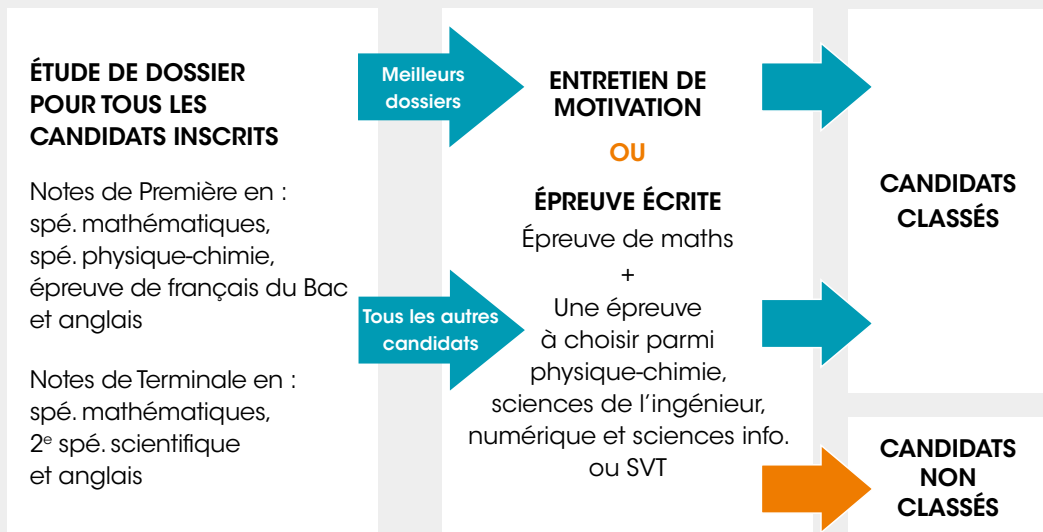 ÉTUDE DE DOSSIER
POUR TOUS LES
CANDIDATS INSCRITS
Notes de Première en :
spé. mathématiques,
spé. physique-chimie,
épreuve de français du Bac
et anglais
Notes de Terminale en :
spé. mathématiques,
2e spé. scientifique
et anglais
Meilleurs
dossiers
Tous les autres
candidats
ENTRETIEN DE
MOTIVATION
OU
ÉPREUVE ÉCRITE
Épreuve de maths
+
Une épreuve
à choisir parmi
physique-chimie,
sciences de l'ingénieur,
numérique et sciences info.
ou SVT
CANDIDATS
CLASSÉS
CANDIDATS
NON
CLASSÉS